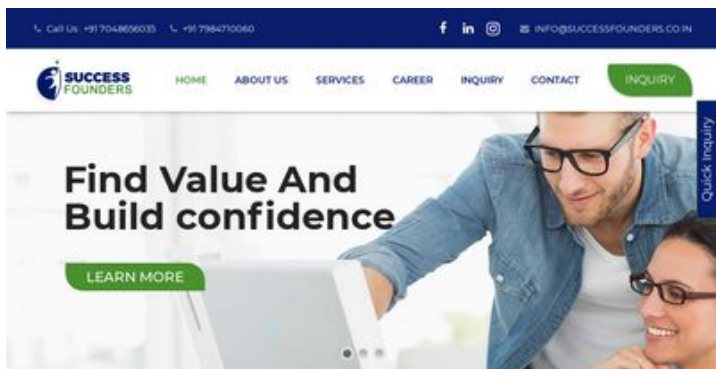 Call Us : +91 7048656035 +91 7984710060 INFO@SUCCESSFOUNDERS.CO.IN
SUCCESS
FOUNDERS
HOME ABOUT US SERVICES CAREER INQUIRY CONTACT INQUIRY
Quick Inquiry
Find Value And
Build confidence
LEARN MORE